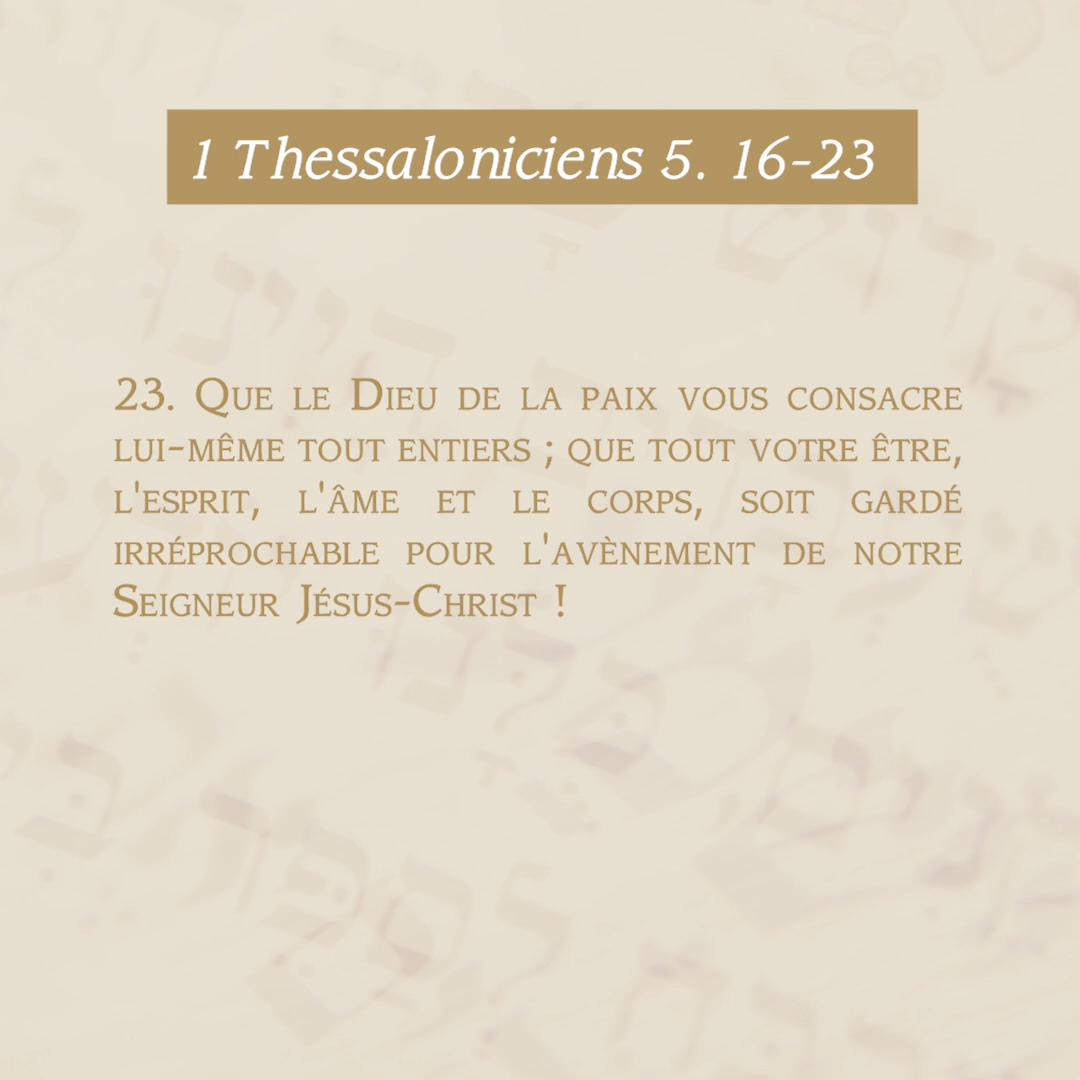 1 Thessaloniciens 5. 16-23
23. Que le Dieu de la paix vous consacre
lui-même tout entiers ; que tout votre être,
l'esprit, l'âme et le corps, soit gardé
irréprochable pour l'avènement de notre
Seigneur Jésus-Christ !